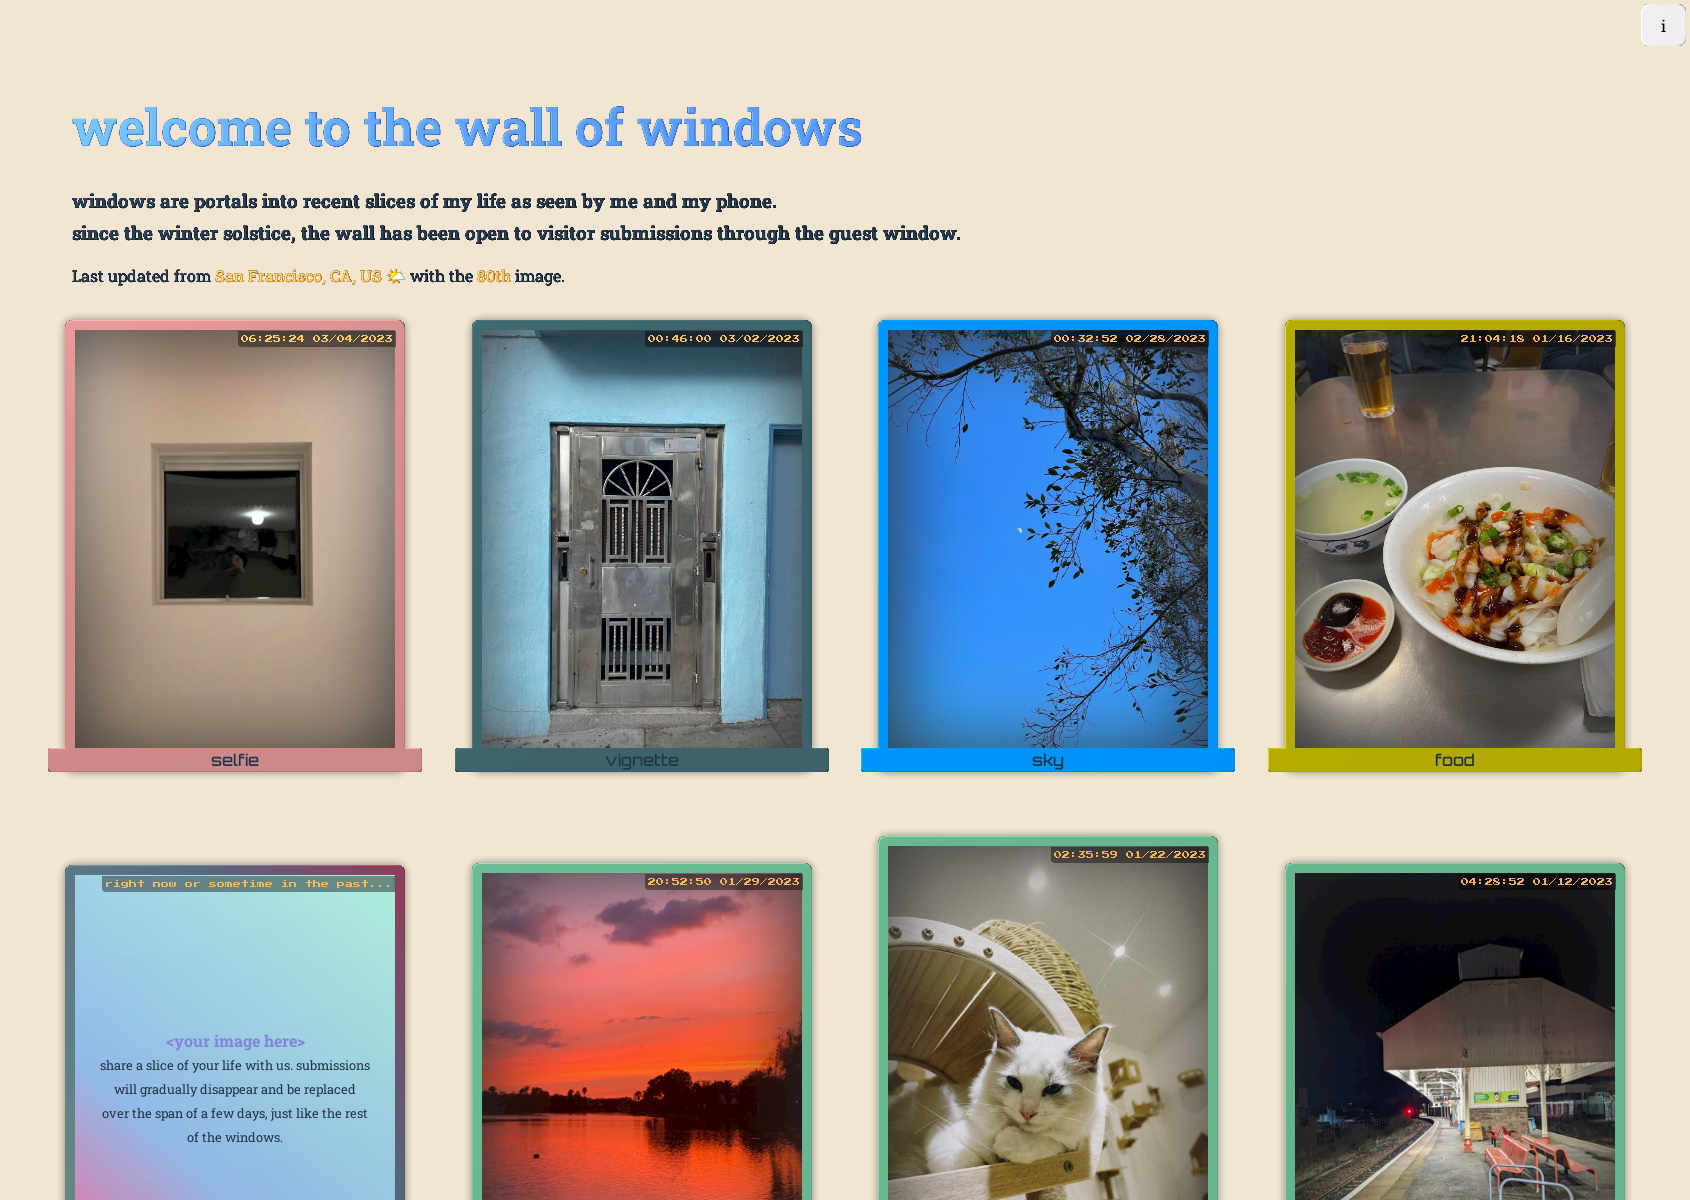 i
welcome to the wall of windows
windows are portals into recent slices of my life as seen by me and my phone.
since the winter solstice, the wall has been open to visitor submissions through the guest window.
Last updated from San Francisco, CA, US 🌤️ with the 80th image.
06:25:24 03/04/2023
00:46:00 03/02/2023
00:32:52 02/28/2023
21:04:18 01/16/2023
selfie
vignette
sky
food
right now or sometime in the past...
20:52:50 01/29/2023
02:35:59 01/22/2023
04:28:52 01/12/2023
<your image here>
share a slice of your life with us. submissions
will gradually disappear and be replaced
over the span of a few days, just like the rest
of the windows.